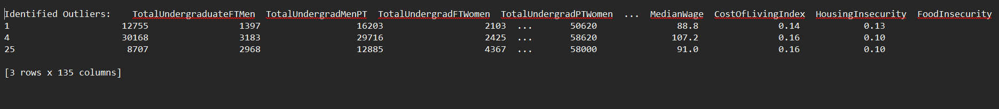 Identified Outliers: TotalUndergraduateFTMen TotalUndergradMenPT TotalUndergradFTWomen TotalUndergradPTWomen ... MedianWage CostOfLivingIndex HousingInsecurity FoodInsecurity
1 12755 1397 16203 2103 ... 50620 88.8 0.14 0.13
4 30168 3183 29716 2425 ... 58620 107.2 0.16 0.10
25 8707 2968 12885 4367 ... 58000 91.0 0.16 0.10
[3 rows x 135 columns]